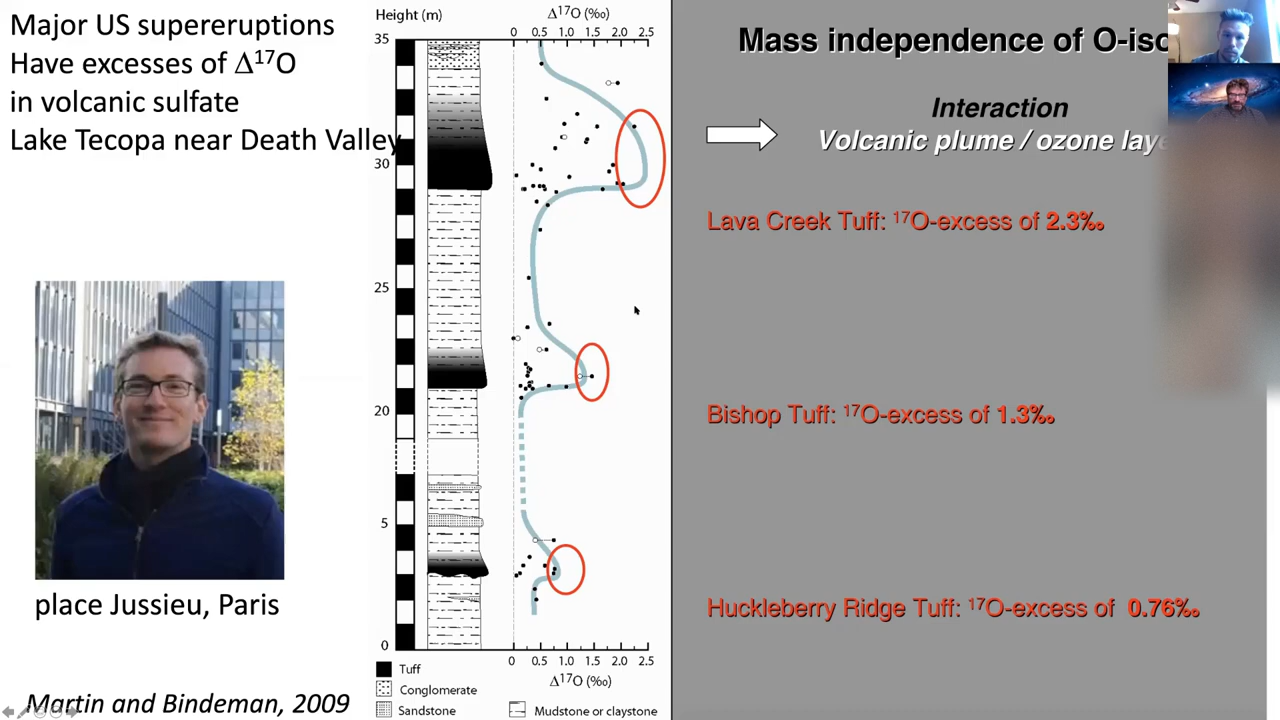 Major US supereruptions
Have excesses of Δ¹⁷O
in volcanic sulfate
Lake Tecopa near Death Valley
place Jussieu, Paris
Martin and Bindeman, 2009
Height (m)
Δ¹⁷O (‰)
0 0.5 1.0 1.5 2.0 2.5
35
30
25
20
5
0
0 0.5 1.0 1.5 2.0 2.5
Δ¹⁷O (‰)
Tuff
Conglomerate
Sandstone
Mudstone or claystone
Mass independence of O-iso
Interaction
Volcanic plume / ozone laye
Lava Creek Tuff: ¹⁷O-excess of 2.3‰
Bishop Tuff: ¹⁷O-excess of 1.3‰
Huckleberry Ridge Tuff: ¹⁷O-excess of 0.76‰